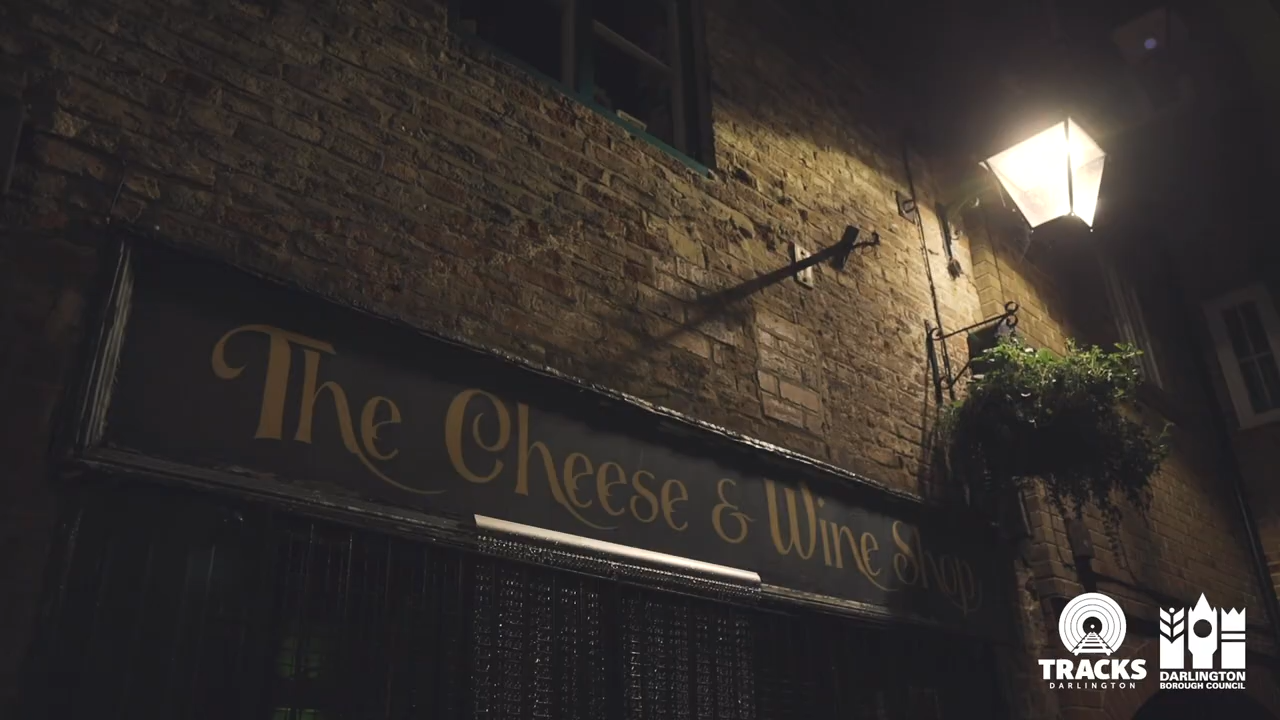 The Cheese & Wine Shop
TRACKS
DARLINGTON
DARLINGTON
BOROUGH COUNCIL